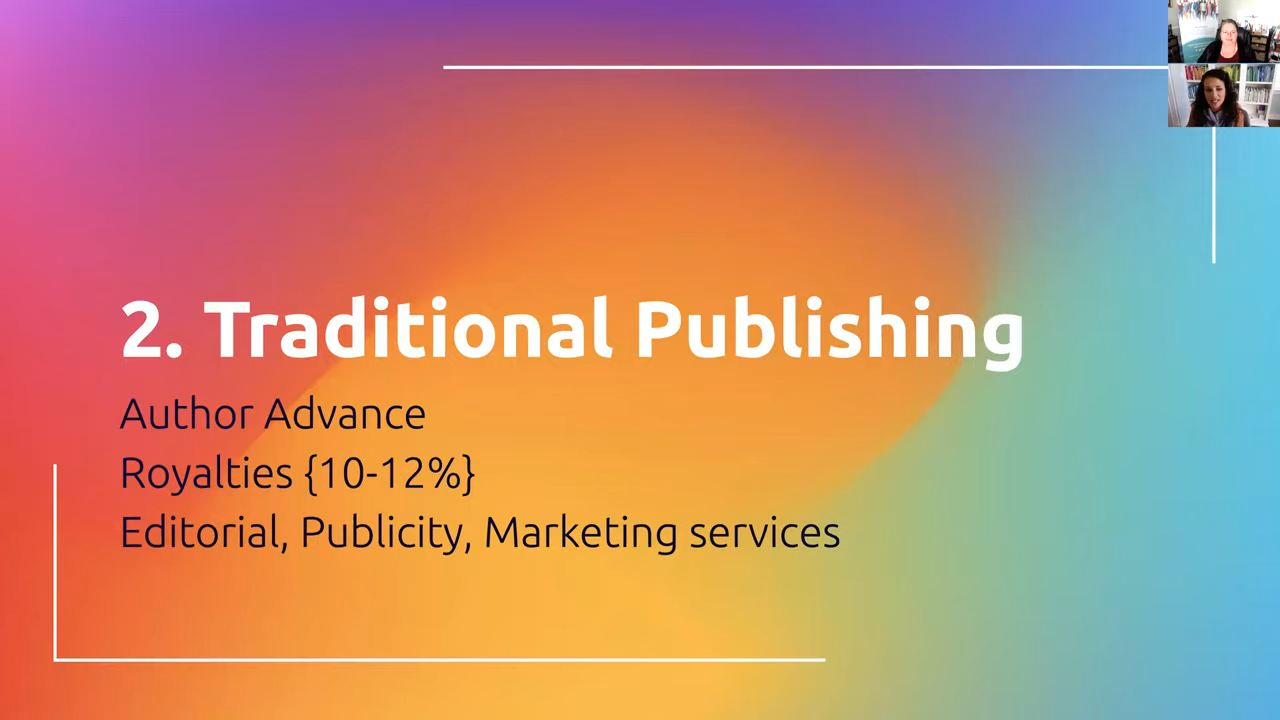 2. Traditional Publishing
Author Advance
Royalties {10-12%}
Editorial, Publicity, Marketing services